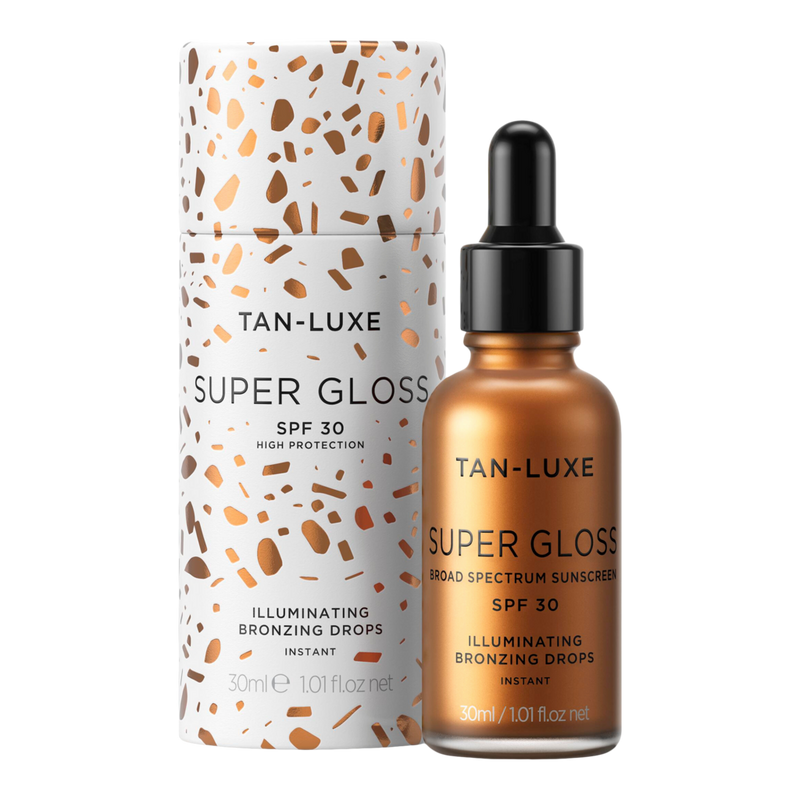 TAN-LUXE
SUPER GLOSS
SPF 30
HIGH PROTECTION
ILLUMINATING
BRONZING DROPS
INSTANT
30ml ℮ 1.01 fl.oz net
TAN-LUXE
SUPER GLOSS
BROAD SPECTRUM SUNSCREEN
SPF 30
ILLUMINATING
BRONZING DROPS
INSTANT
30ml / 1.01 fl.oz net